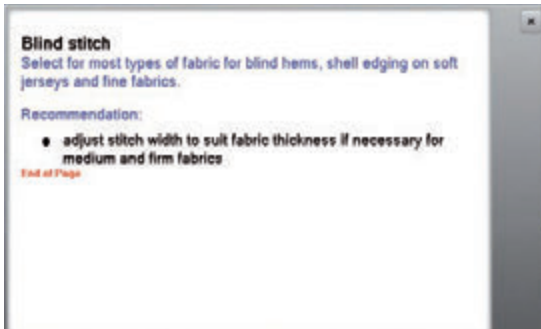 Blind stitch
Select for most types of fabric for blind hems, shell edging on soft
jerseys and fine fabrics.
Recommendation:
● adjust stitch width to suit fabric thickness if necessary for
medium and firm fabrics
End of Page